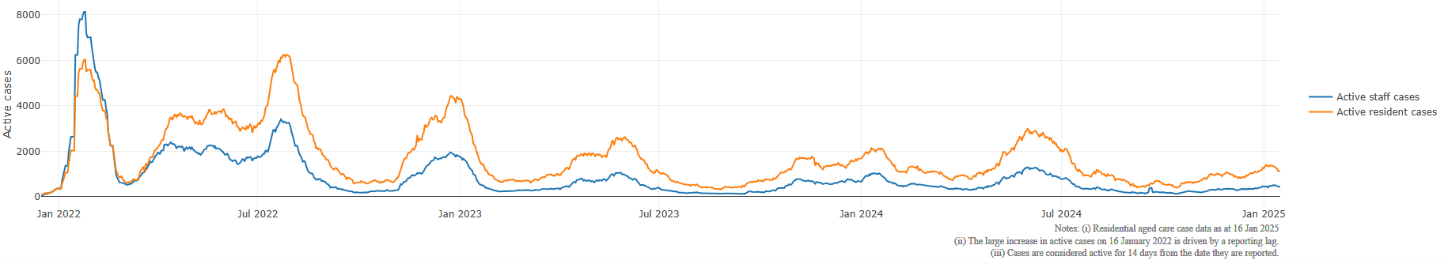 8000
6000
4000
2000
0
Active cases
Jan 2022
Jul 2022
Jan 2023
Jul 2023
Jan 2024
Jul 2024
Jan 2025
Active staff cases
Active resident cases
Notes: (i) Residential aged care case data as at 16 Jan 2025
(ii) The large increase in active cases on 16 January 2022 is driven by a reporting lag.
(iii) Cases are considered active for 14 days from the date they are reported.